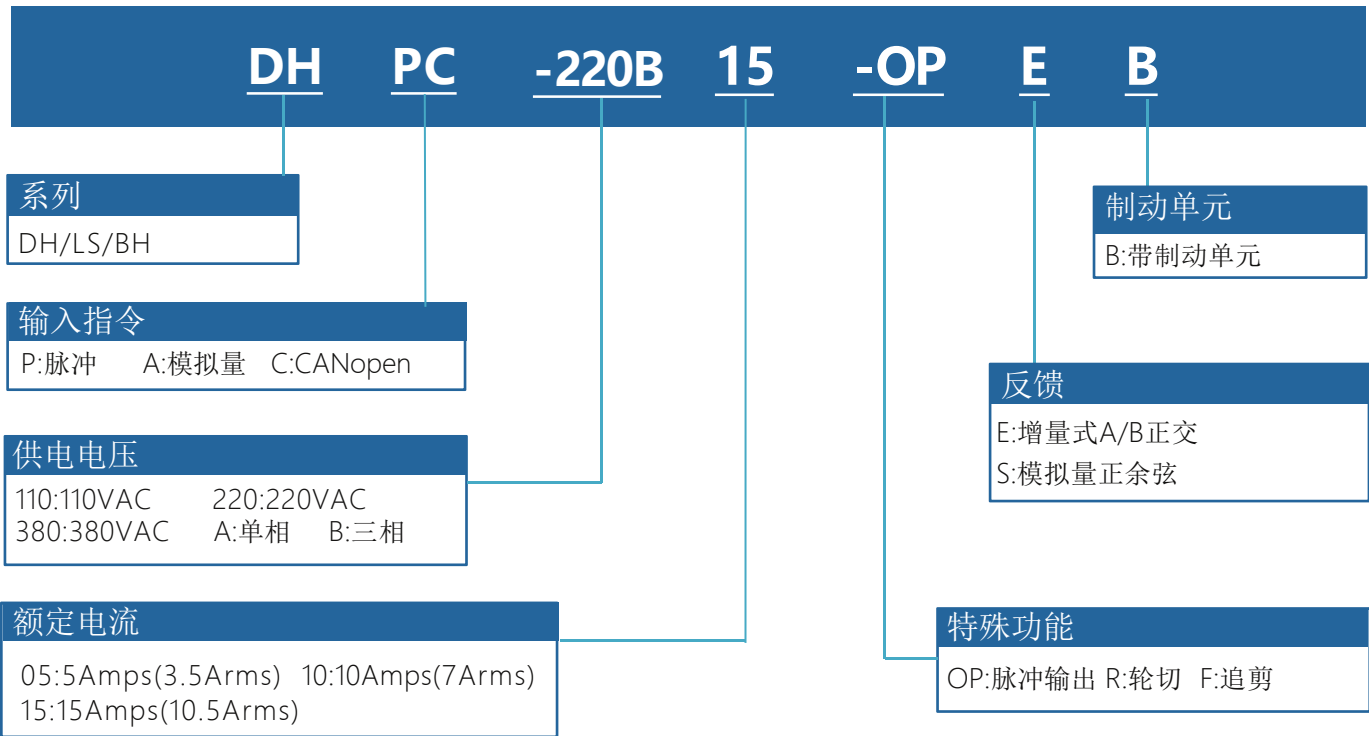 DH PC -220B 15 -OP E B
系列
DH/LS/BH
制动单元
B:带制动单元
输入指令
P:脉冲 A:模拟量 C:CANopen
反馈
E:增量式A/B正交
S:模拟量正余弦
供电电压
110:110VAC 220:220VAC
380:380VAC A:单相 B:三相
额定电流
05:5Amps(3.5Arms) 10:10Amps(7Arms)
15:15Amps(10.5Arms)
特殊功能
OP:脉冲输出 R:轮切 F:追剪